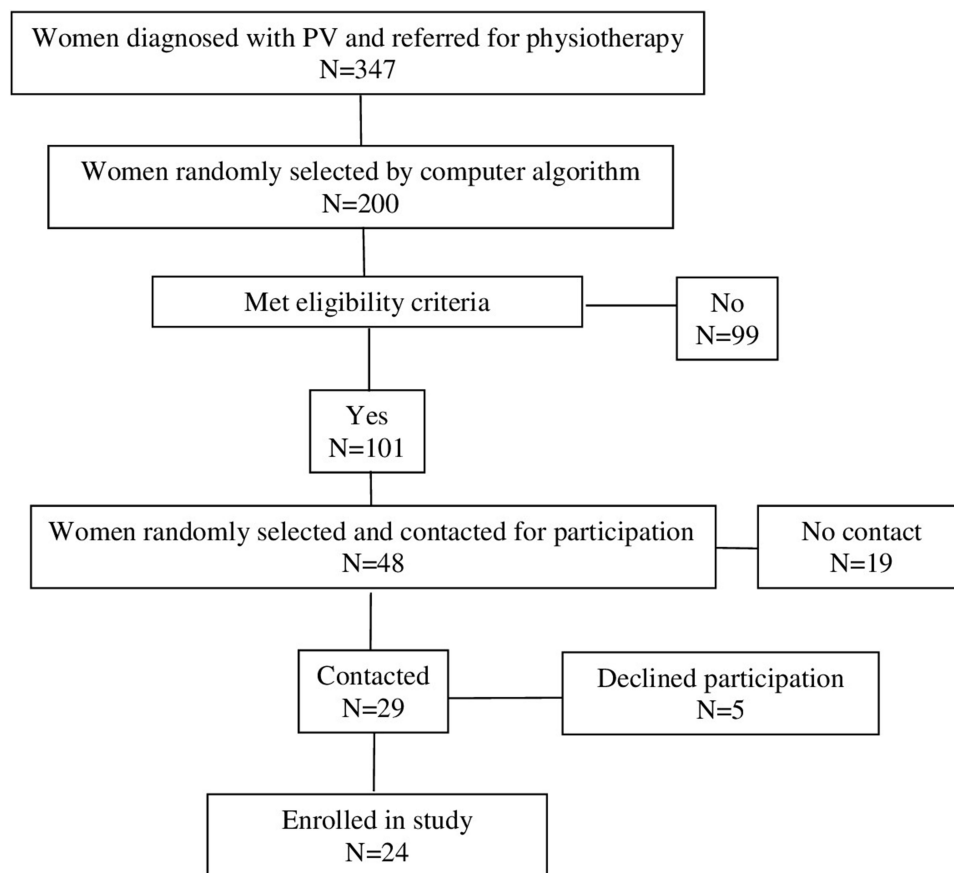 Women diagnosed with PV and referred for physiotherapy
N=347
Women randomly selected by computer algorithm
N=200
Met eligibility criteria
No
N=99
Yes
N=101
Women randomly selected and contacted for participation
N=48
No contact
N=19
Contacted
N=29
Declined participation
N=5
Enrolled in study
N=24